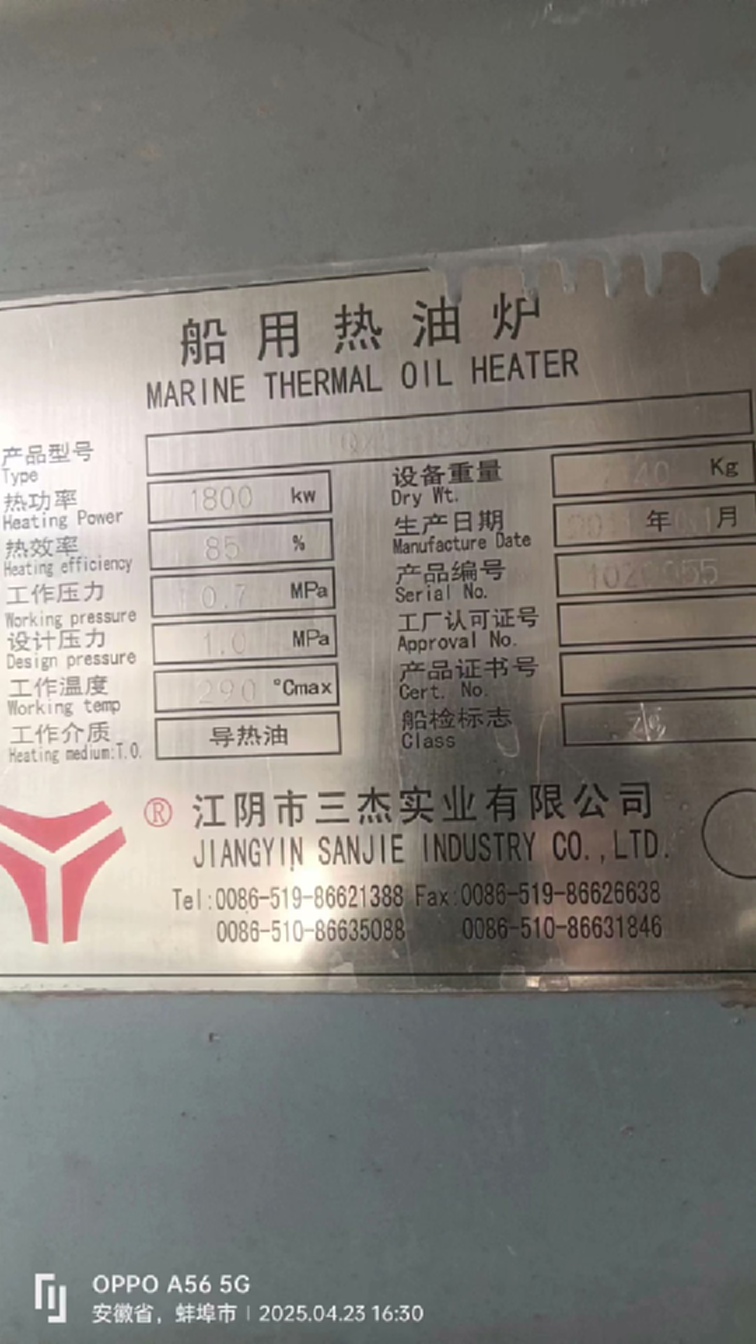 船用热油炉
MARINE THERMAL OIL HEATER
产品型号
Type
热功率 1800 kw
Heating Power
热效率 85 %
Heating efficiency
工作压力 0.7 MPa
Working pressure
设计压力 1.0 MPa
Design pressure
工作温度 290 °Cmax
Working temp
工作介质 导热油
Heating medium:T.O.
设备重量 Kg
Dry Wt.
生产日期 年 月
Manufacture Date
产品编号
Serial No.
工厂认可证号
Approval No.
产品证书号
Cert. No.
船检标志
Class
® 江阴市三杰实业有限公司
JIANGYIN SANJIE INDUSTRY CO.,LTD.
Tel:0086-519-86621388 Fax:0086-519-86626638
0086-510-86635088 0086-510-86631846
OPPO A56 5G
安徽省，蚌埠市 | 2025.04.23 16:30